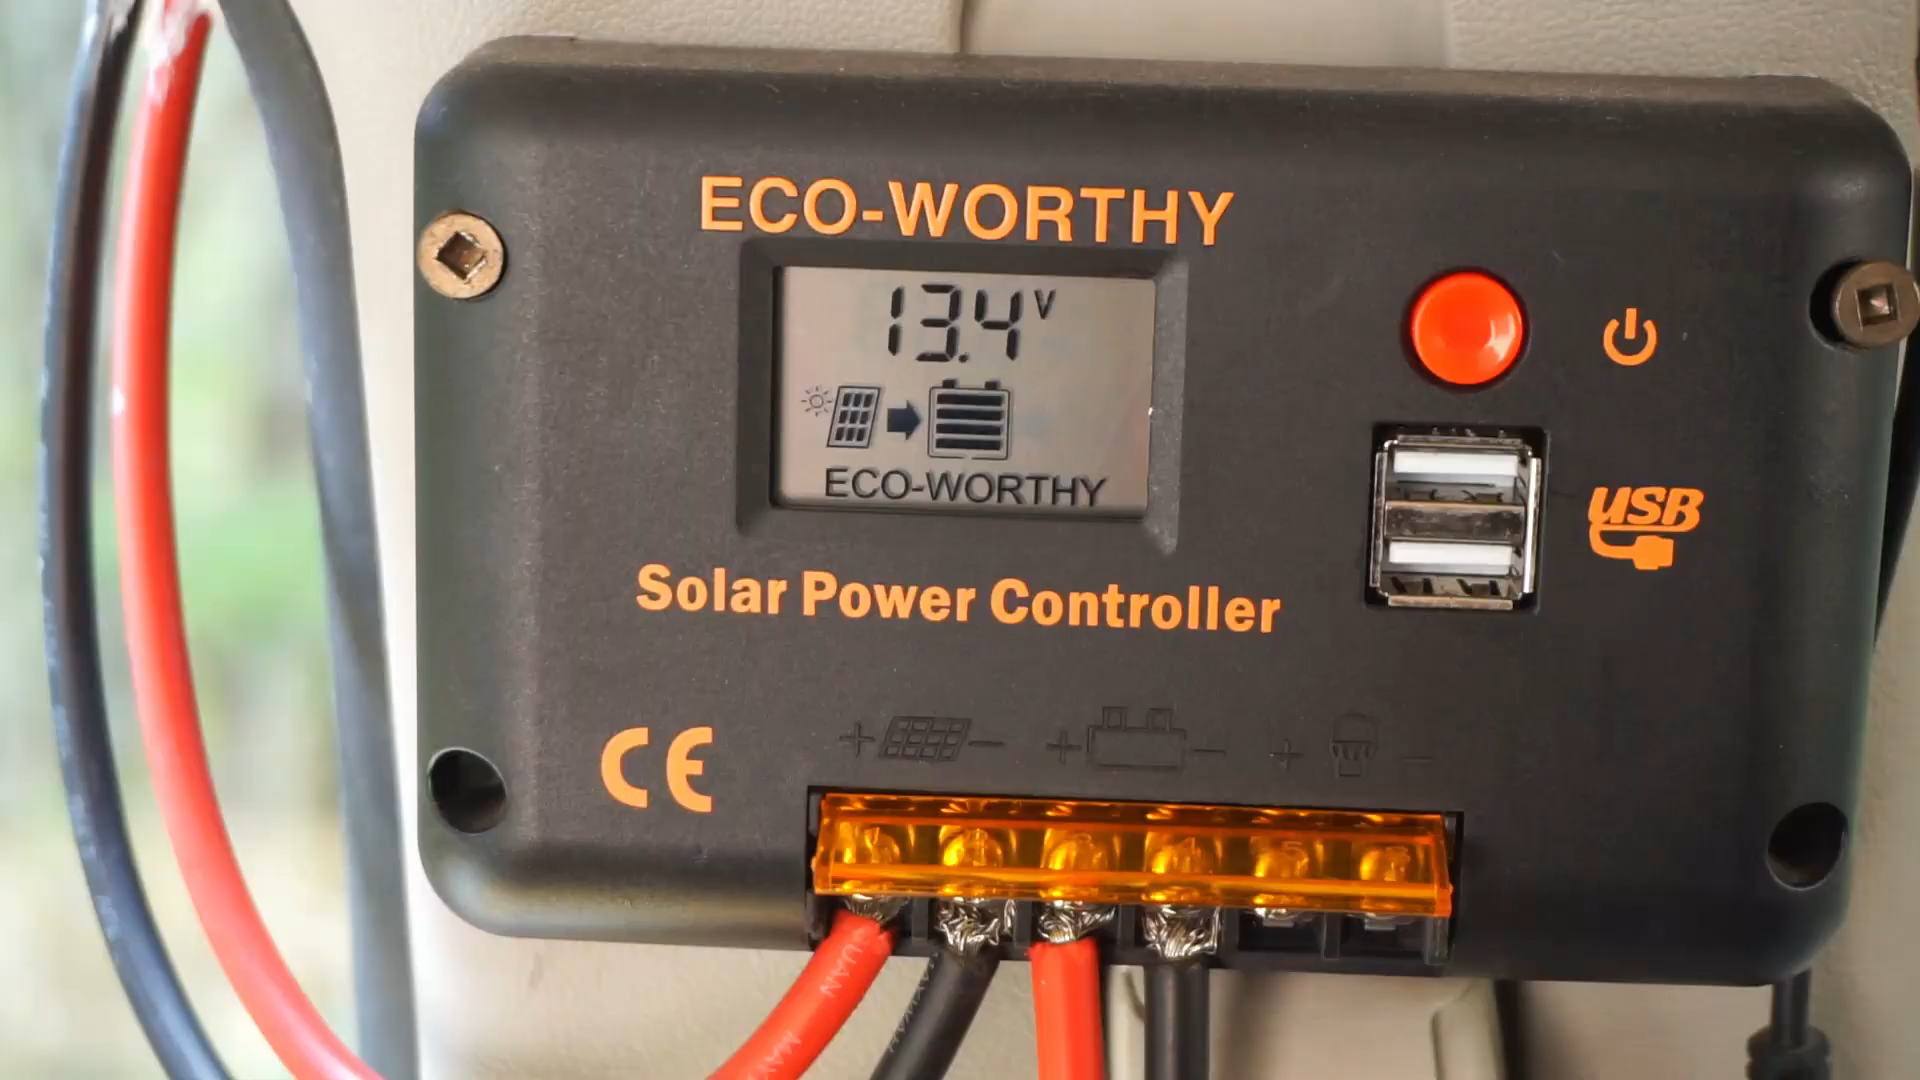 ECO-WORTHY
13.4V
ECO-WORTHY
USB
Solar Power Controller
CE
+ - + - + -